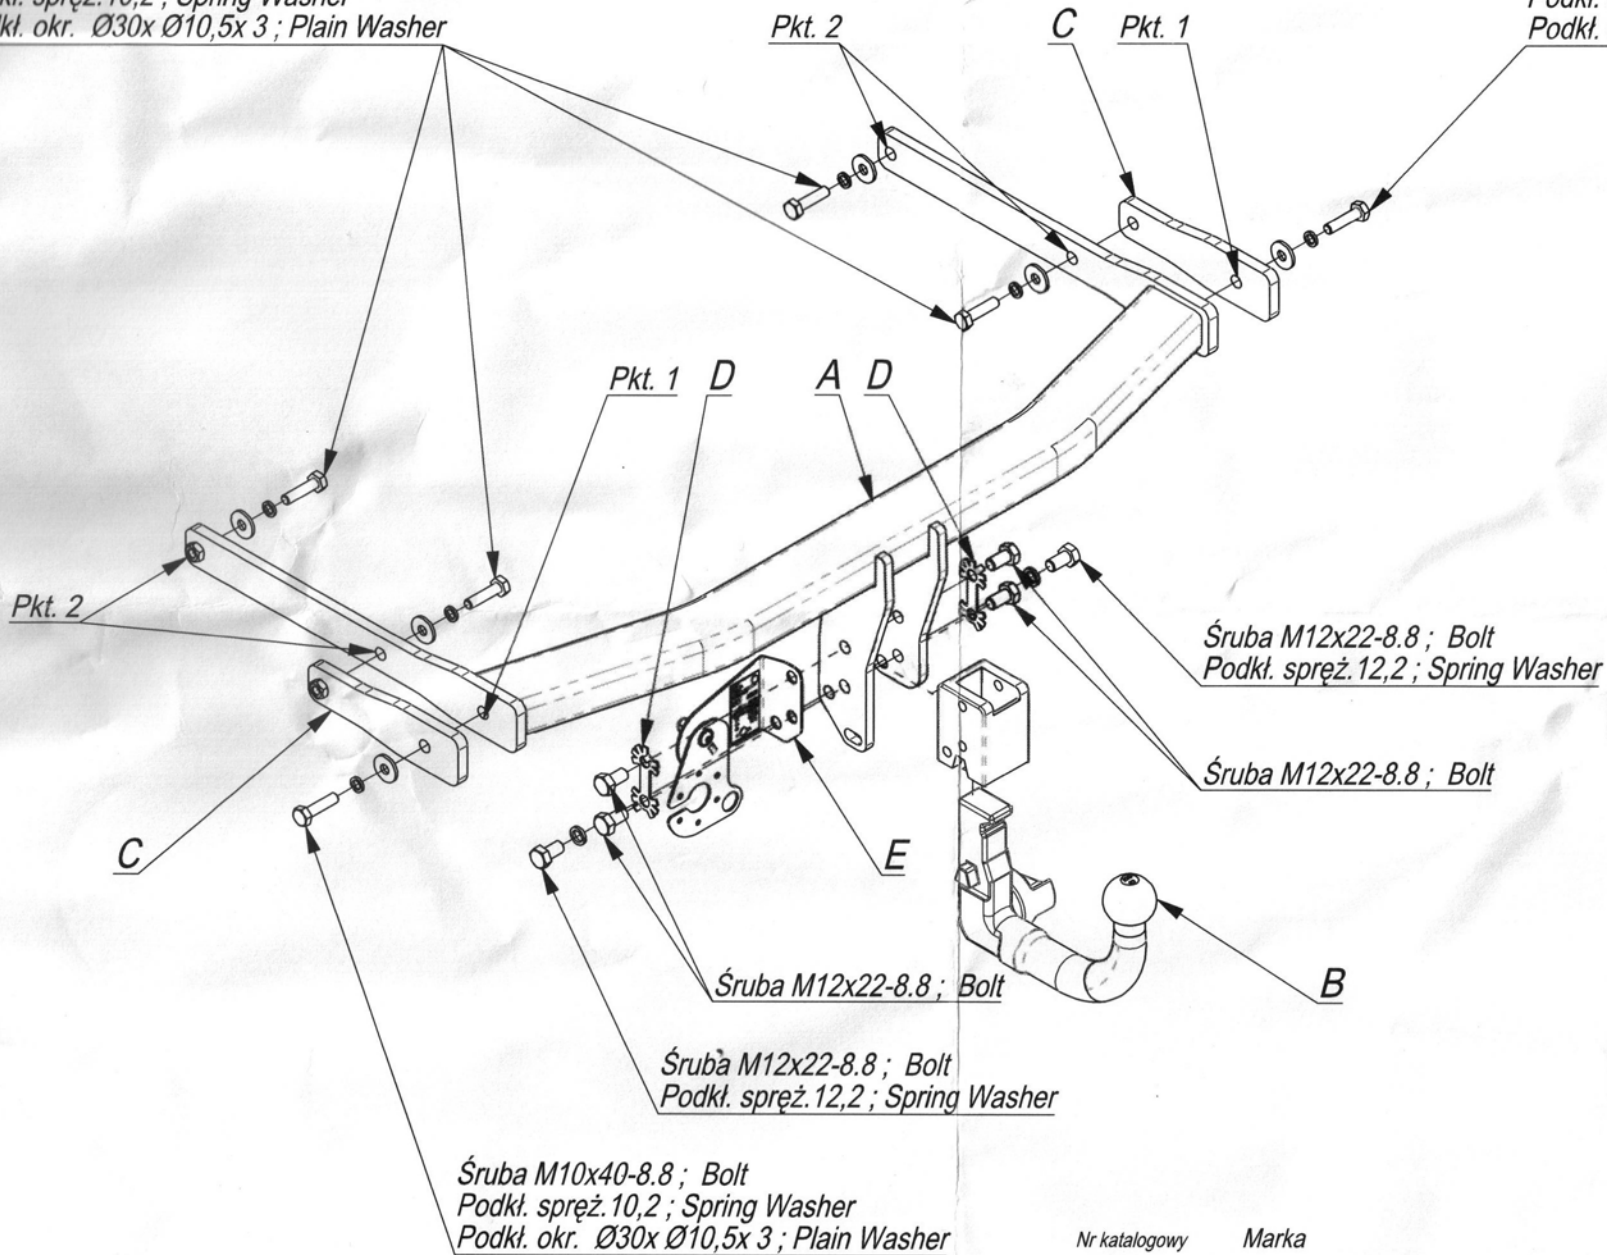 spręż. 10,2 ; Spring Washer
okr. Ø30x Ø10,5x 3 ; Plain Washer
Pkt. 2
C
Pkt. 1
Podkł.
Podkł.
Pkt. 1
D
A
D
Pkt. 2
Śruba M12x22-8.8 ; Bolt
Podkł. spręż.12,2 ; Spring Washer
Śruba M12x22-8.8 ; Bolt
C
E
B
Śruba M12x22-8.8 ; Bolt
Śruba M12x22-8.8 ; Bolt
Podkł. spręż.12,2 ; Spring Washer
Śruba M10x40-8.8 ; Bolt
Podkł. spręż.10,2 ; Spring Washer
Podkł. okr. Ø30x Ø10,5x 3 ; Plain Washer
Nr katalogowy Marka